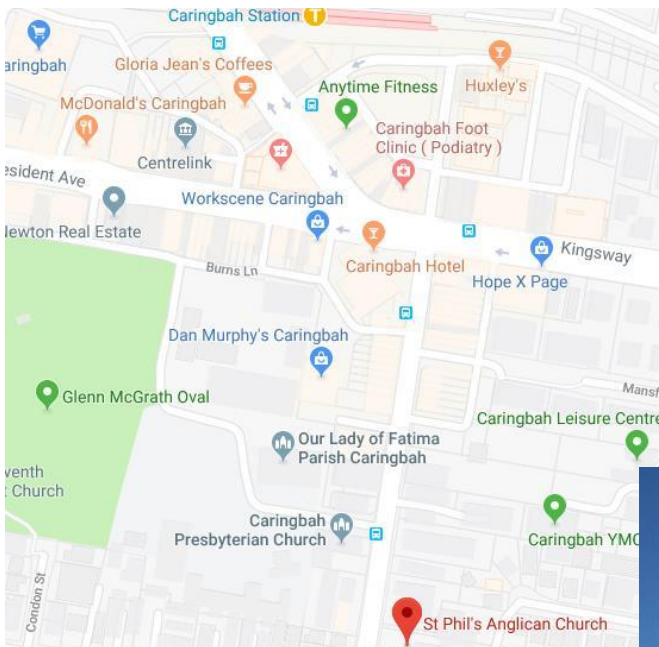 Caringbah Station
T
aringbah
Gloria Jean's Coffees
Huxley's
Anytime Fitness
McDonald's Caringbah
Caringbah Foot
Clinic ( Podiatry )
Centrelink
esident Ave
Workscene Caringbah
Newton Real Estate
Kingsway
Caringbah Hotel
Burns Ln
Hope X Page
Dan Murphy's Caringbah
Mansf
Glenn McGrath Oval
Caringbah Leisure Centre
Our Lady of Fatima
Parish Caringbah
venth
t Church
Caringbah
Presbyterian Church
Caringbah YMC
Condon St
St Phil's Anglican Church